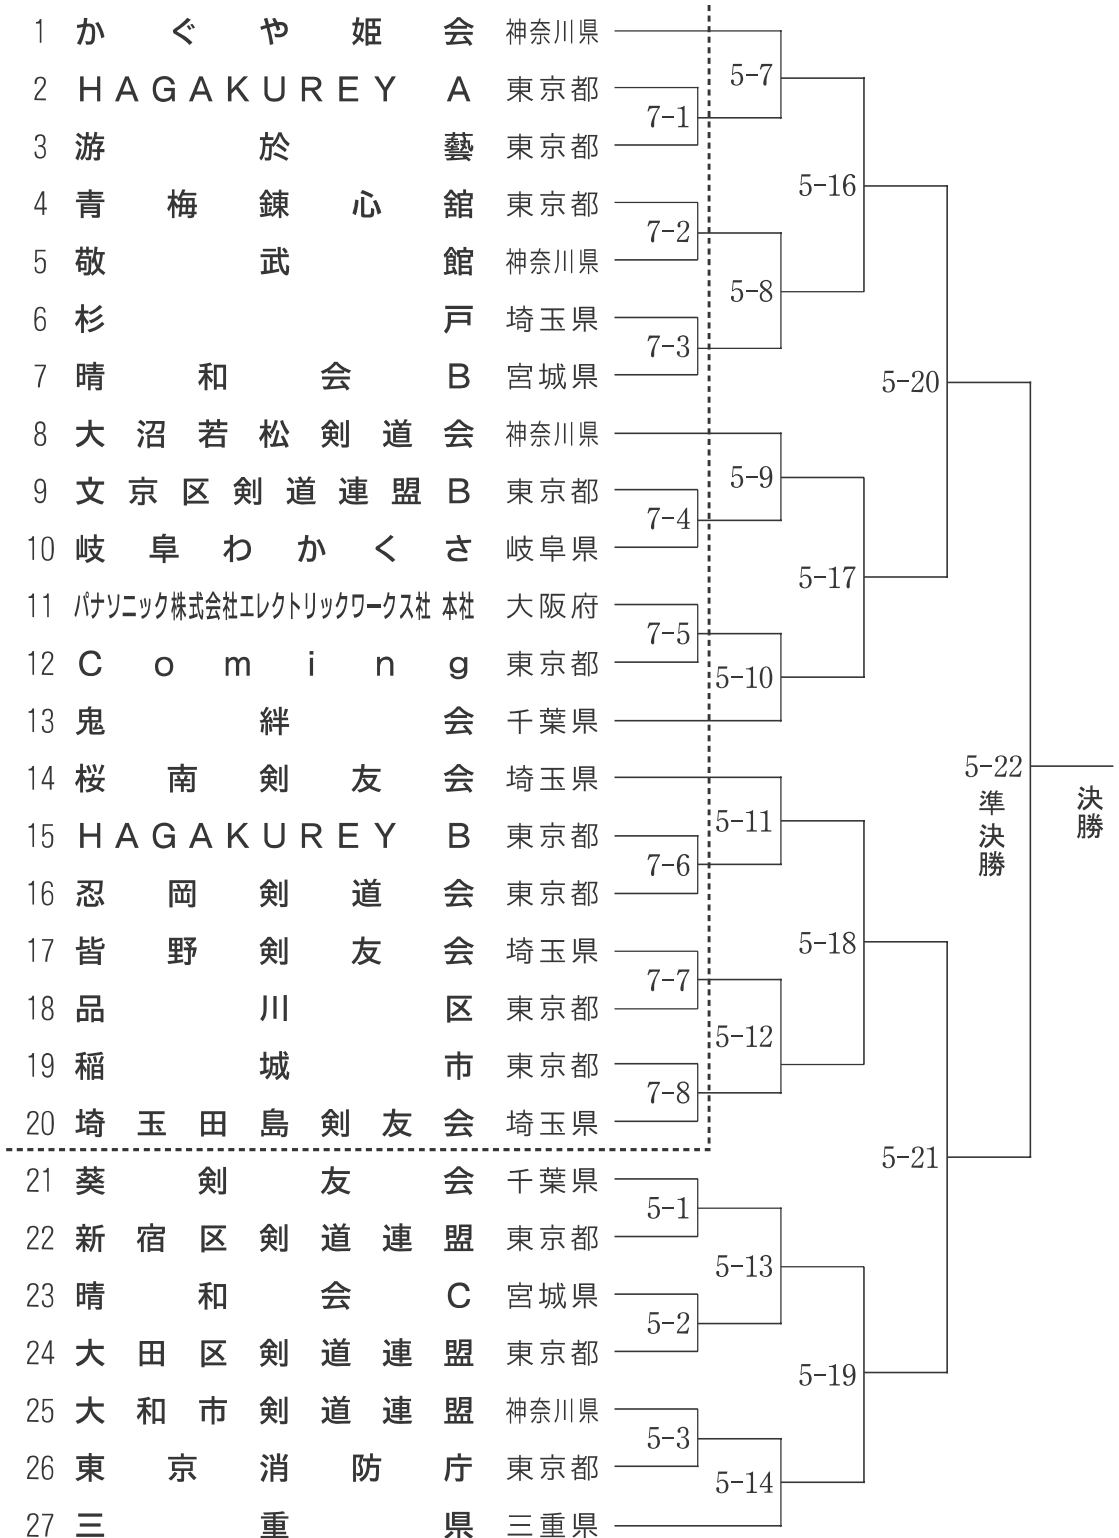 1 かぐや姫会 神奈川県
5-7
2 HAGAKUREY A 東京都
7-1
3 游於藝 東京都
5-16
4 青梅錬心舘 東京都
7-2
5 敬武館 神奈川県
5-8
6 杉戸 埼玉県
7-3
7 晴和会B 宮城県
5-20
8 大沼若松剣道会 神奈川県
5-9
9 文京区剣道連盟B 東京都
7-4
10 岐阜わかくさ 岐阜県
5-17
11 パナソニック株式会社エレクトリックワークス社 本社 大阪府
7-5
12 Coming 東京都
5-10
13 鬼絆会 千葉県
5-22
準決勝
決勝
14 桜南剣友会 埼玉県
5-11
15 HAGAKUREY B 東京都
7-6
16 忍岡剣道会 東京都
5-18
17 皆野剣友会 埼玉県
7-7
18 品川区 東京都
5-12
19 稲城市 東京都
7-8
20 埼玉田島剣友会 埼玉県
5-21
21 葵剣友会 千葉県
5-1
22 新宿区剣道連盟 東京都
5-13
23 晴和会C 宮城県
5-2
24 大田区剣道連盟 東京都
5-19
25 大和市剣道連盟 神奈川県
5-3
26 東京消防庁 東京都
5-14
27 三重県 三重県